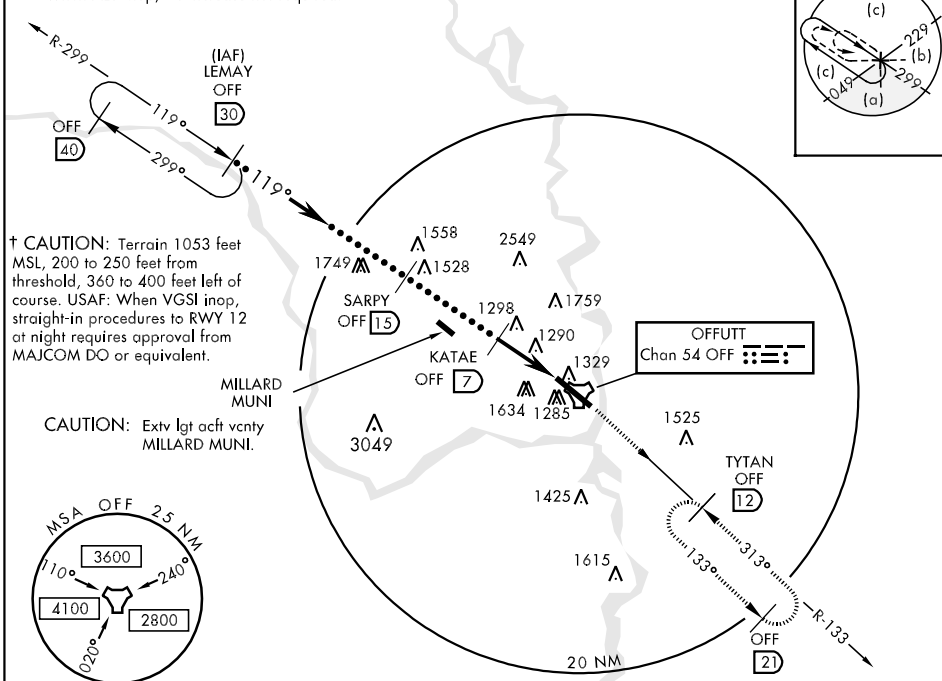 (c)
229
(b)
(c)
049
299
(a)
R-299
(IAF)
LEMAY
OFF
30
119°
OFF
40
299°
119°
† CAUTION: Terrain 1053 feet
MSL, 200 to 250 feet from
threshold, 360 to 400 feet left of
course. USAF: When VGSI inop,
straight-in procedures to RWY 12
at night requires approval from
MAJCOM DO or equivalent.
1558
2549
1749
1528
SARPY
OFF 15
1759
1298
1290
KATAE
OFF 7
1329
OFFUTT
Chan 54 OFF
MILLARD
MUNI
1634
1285
CAUTION: Extv lgt acft vcnty
MILLARD MUNI.
3049
1525
TYTAN
OFF
12
1425
313°
133°
1615
R-133
OFF
21
20 NM
MSA OFF 25 NM
3600
110°
240°
4100
2800
020°